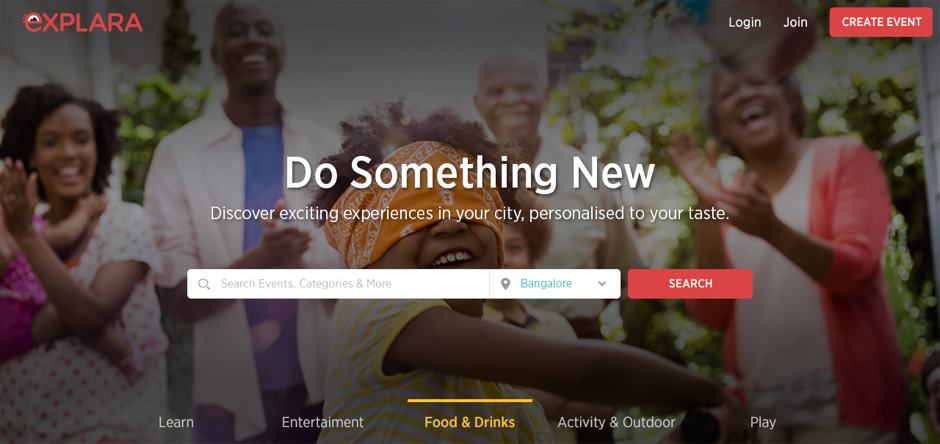 eXPLARA
Login Join CREATE EVENT
Do Something New
Discover exciting experiences in your city, personalised to your taste.
Search Events, Categories & More Bangalore SEARCH
Learn Entertaiment Food & Drinks Activity & Outdoor Play